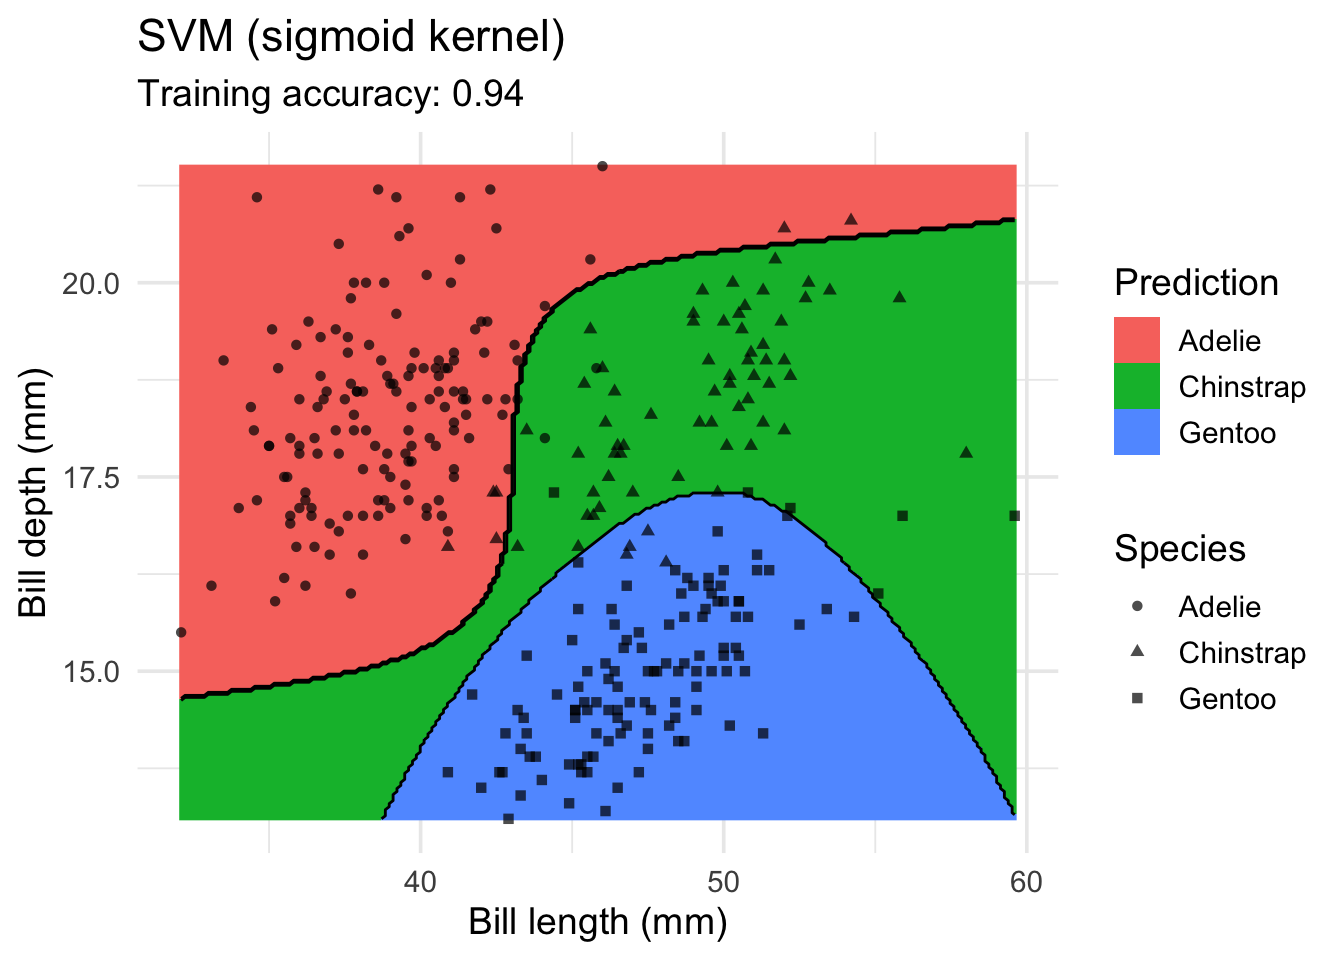 SVM (sigmoid kernel)
Training accuracy: 0.94
20.0
17.5
15.0
Bill depth (mm)
40
50
60
Bill length (mm)
Prediction
Adelie
Chinstrap
Gentoo
Species
Adelie
Chinstrap
Gentoo